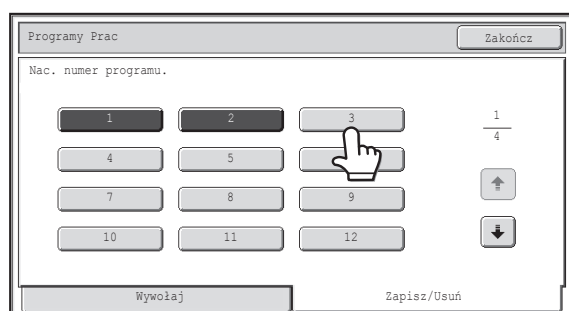 Programy Prac
Zakończ
Nac. numer programu.
1 2 3
4 5
7 8 9
10 11 12
1
4
Wywołaj
Zapisz/Usuń